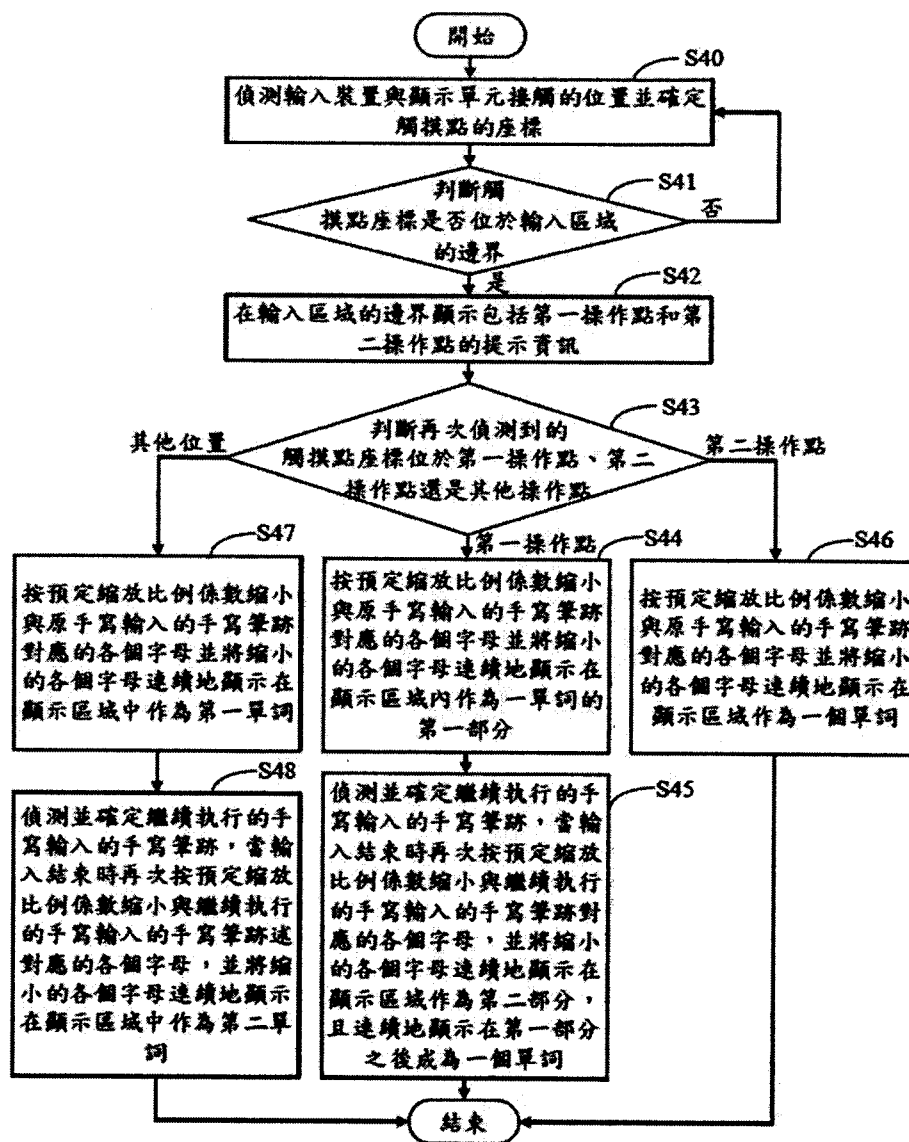 開始
S40
偵測輸入裝置與顯示單元接觸的位置並確定
觸摸點的座標
S41
判斷觸
摸點座標是否位於輸入區域
的邊界
否
是
S42
在輸入區域的邊界顯示包括第一操作點和第
二操作點的提示資訊
S43
判斷再次偵測到的
觸摸點座標位於第一操作點、第二
操作點還是其他操作點
其他位置
第二操作點
第一操作點
S47
按預定縮放比例係數縮小
與原手寫輸入的手寫筆跡
對應的各個字母並將縮小
的各個字母連續地顯示在
顯示區域中作為第一單詞
S44
按預定縮放比例係數縮小
與原手寫輸入的手寫筆跡
對應的各個字母並將縮小
的各個字母連續地顯示在
顯示區域內作為一單詞的
第一部分
S46
按預定縮放比例係數縮小
與原手寫輸入的手寫筆跡
對應的各個字母並將縮小
的各個字母連續地顯示在
顯示區域作為一個單詞
S48
偵測並確定繼續執行的手
寫輸入的手寫筆跡,當輸
入結束時再次按預定縮放
比例係數縮小與繼續執行
的手寫輸入的手寫筆跡述
對應的各個字母,並將縮
小的各個字母連續地顯示
在顯示區域中作為第二單
詞
S45
偵測並確定繼續執行的手
寫輸入的手寫筆跡,當輸
入結束時再次按預定縮放
比例係數縮小與繼續執行
的手寫輸入的手寫筆跡對
應的各個字母,並將縮小
的各個字母連續地顯示在
顯示區域作為第二部分,
且連續地顯示在第一部分
之後成為一個單詞
結束